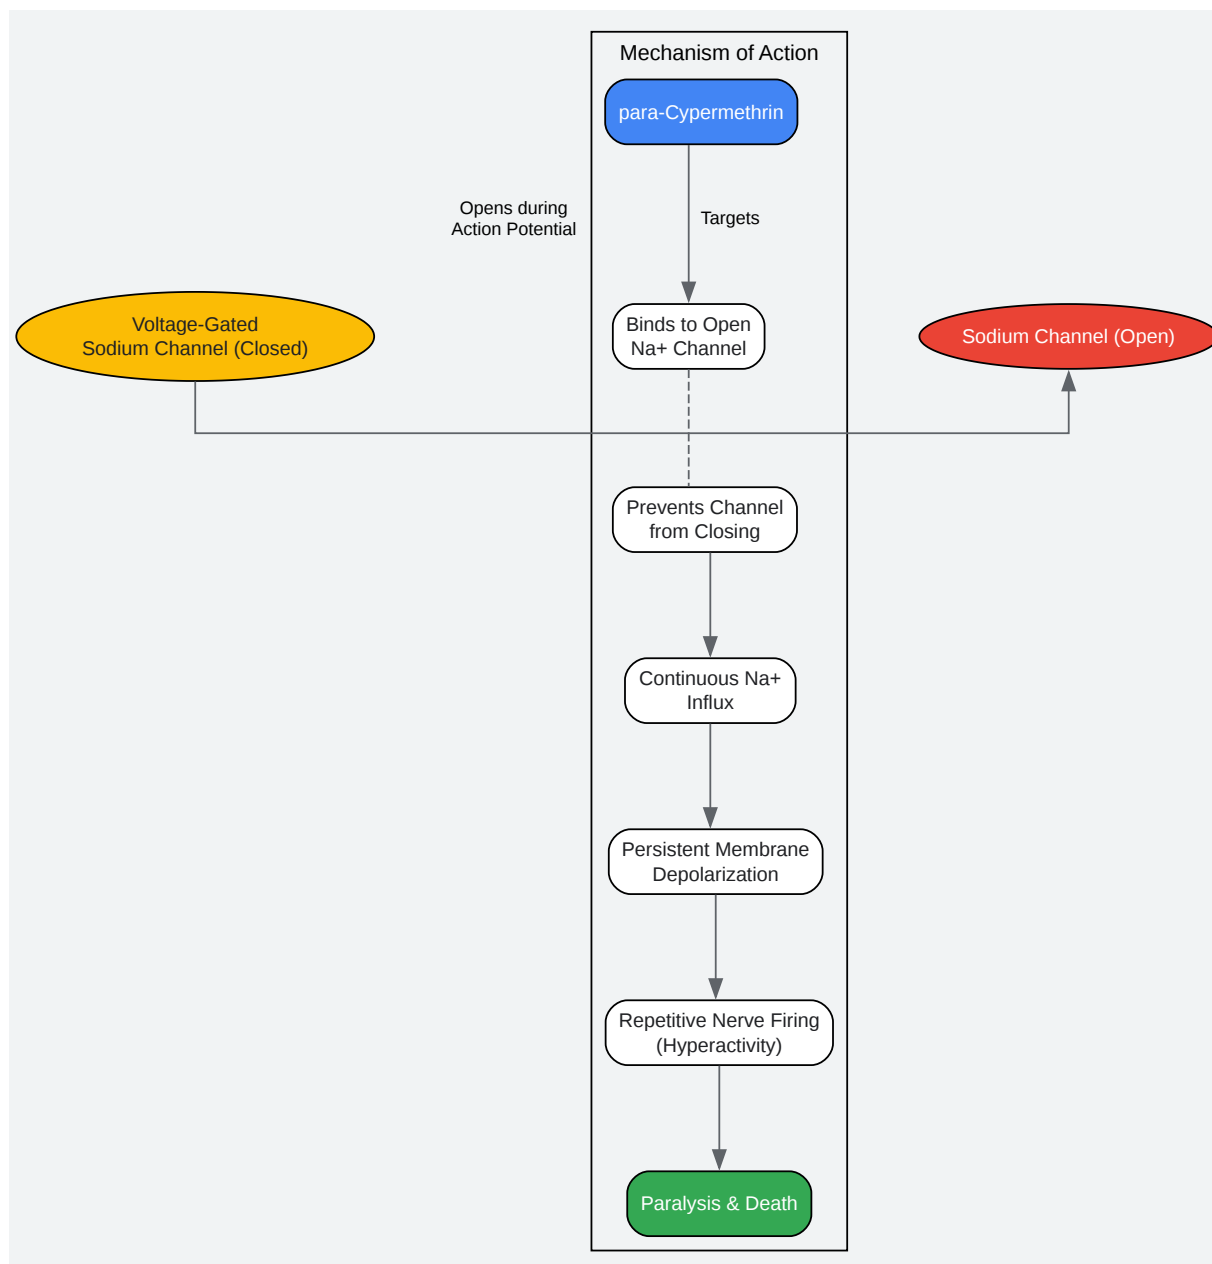 Mechanism of Action
para-Cypermethrin
Opens during
Action Potential
Targets
Voltage-Gated
Sodium Channel (Closed)
Binds to Open
Na+ Channel
Sodium Channel (Open)
Prevents Channel
from Closing
Continuous Na+
Influx
Persistent Membrane
Depolarization
Repetitive Nerve Firing
(Hyperactivity)
Paralysis & Death